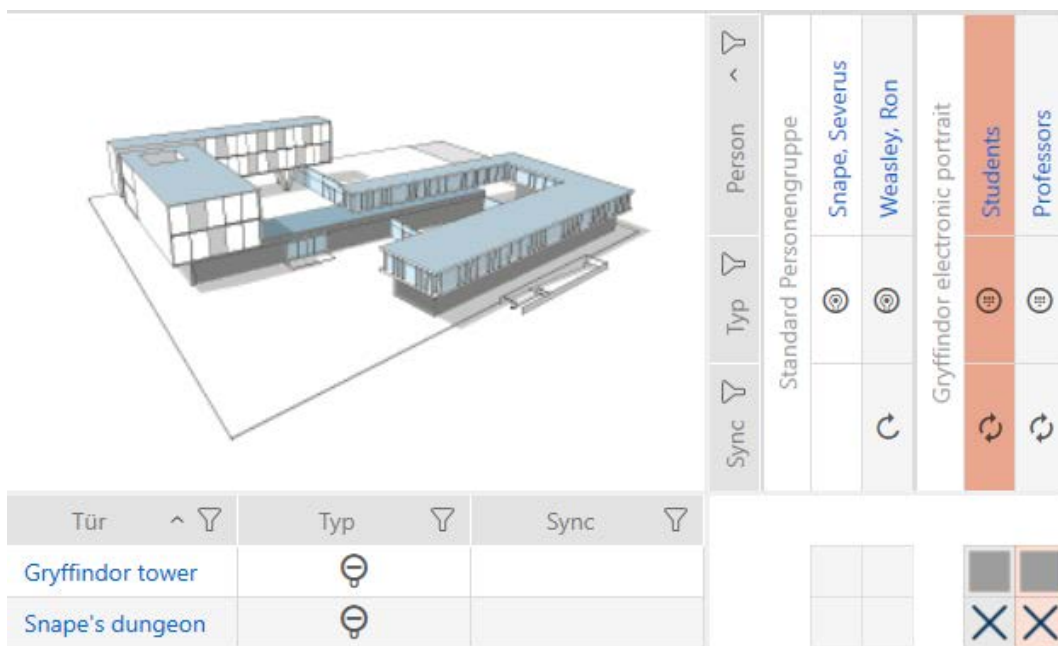 Person
Typ
Sync
Standard Personengruppe
Snape, Severus
Weasley, Ron
Gryffindor electronic portrait
Students
Professors
Tür
Typ
Sync
Gryffindor tower
Snape's dungeon